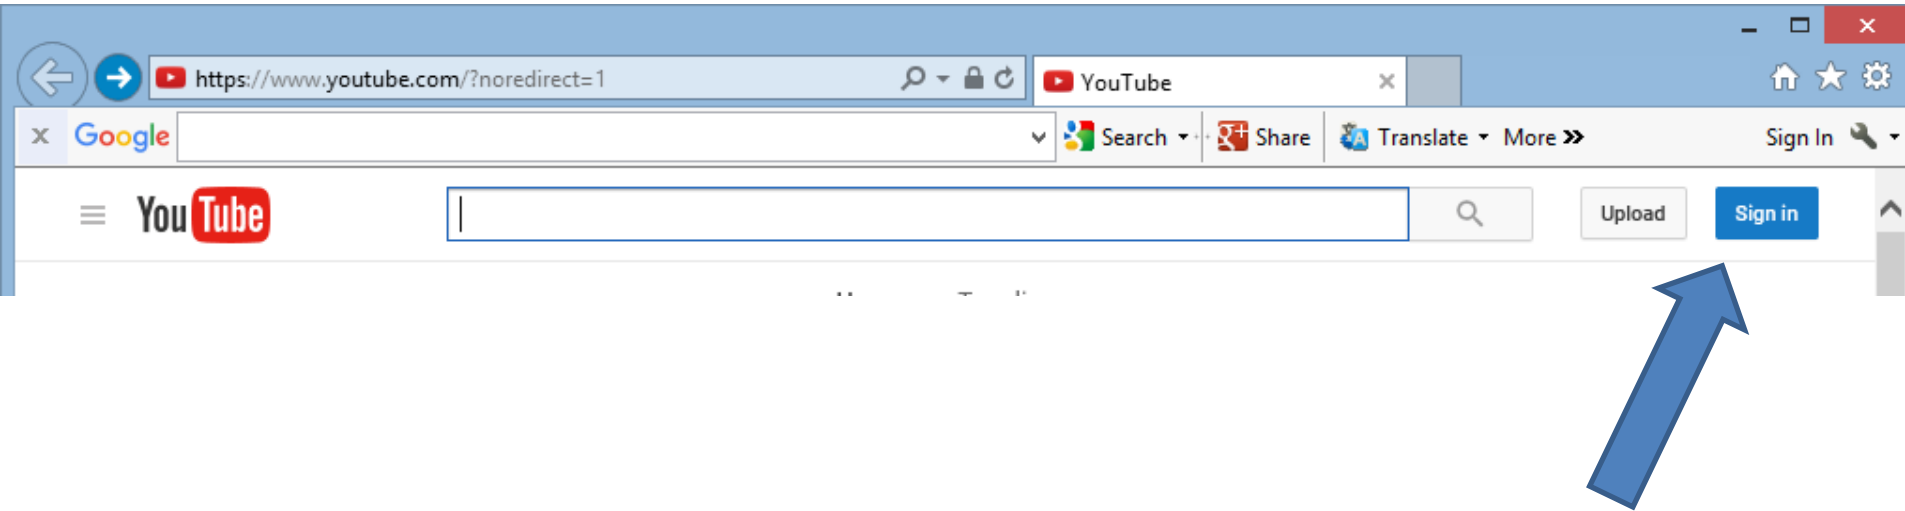 https://www.youtube.com/?noredirect=1 YouTube
x Google Search Share Translate More Sign In
YouTube Upload Sign in